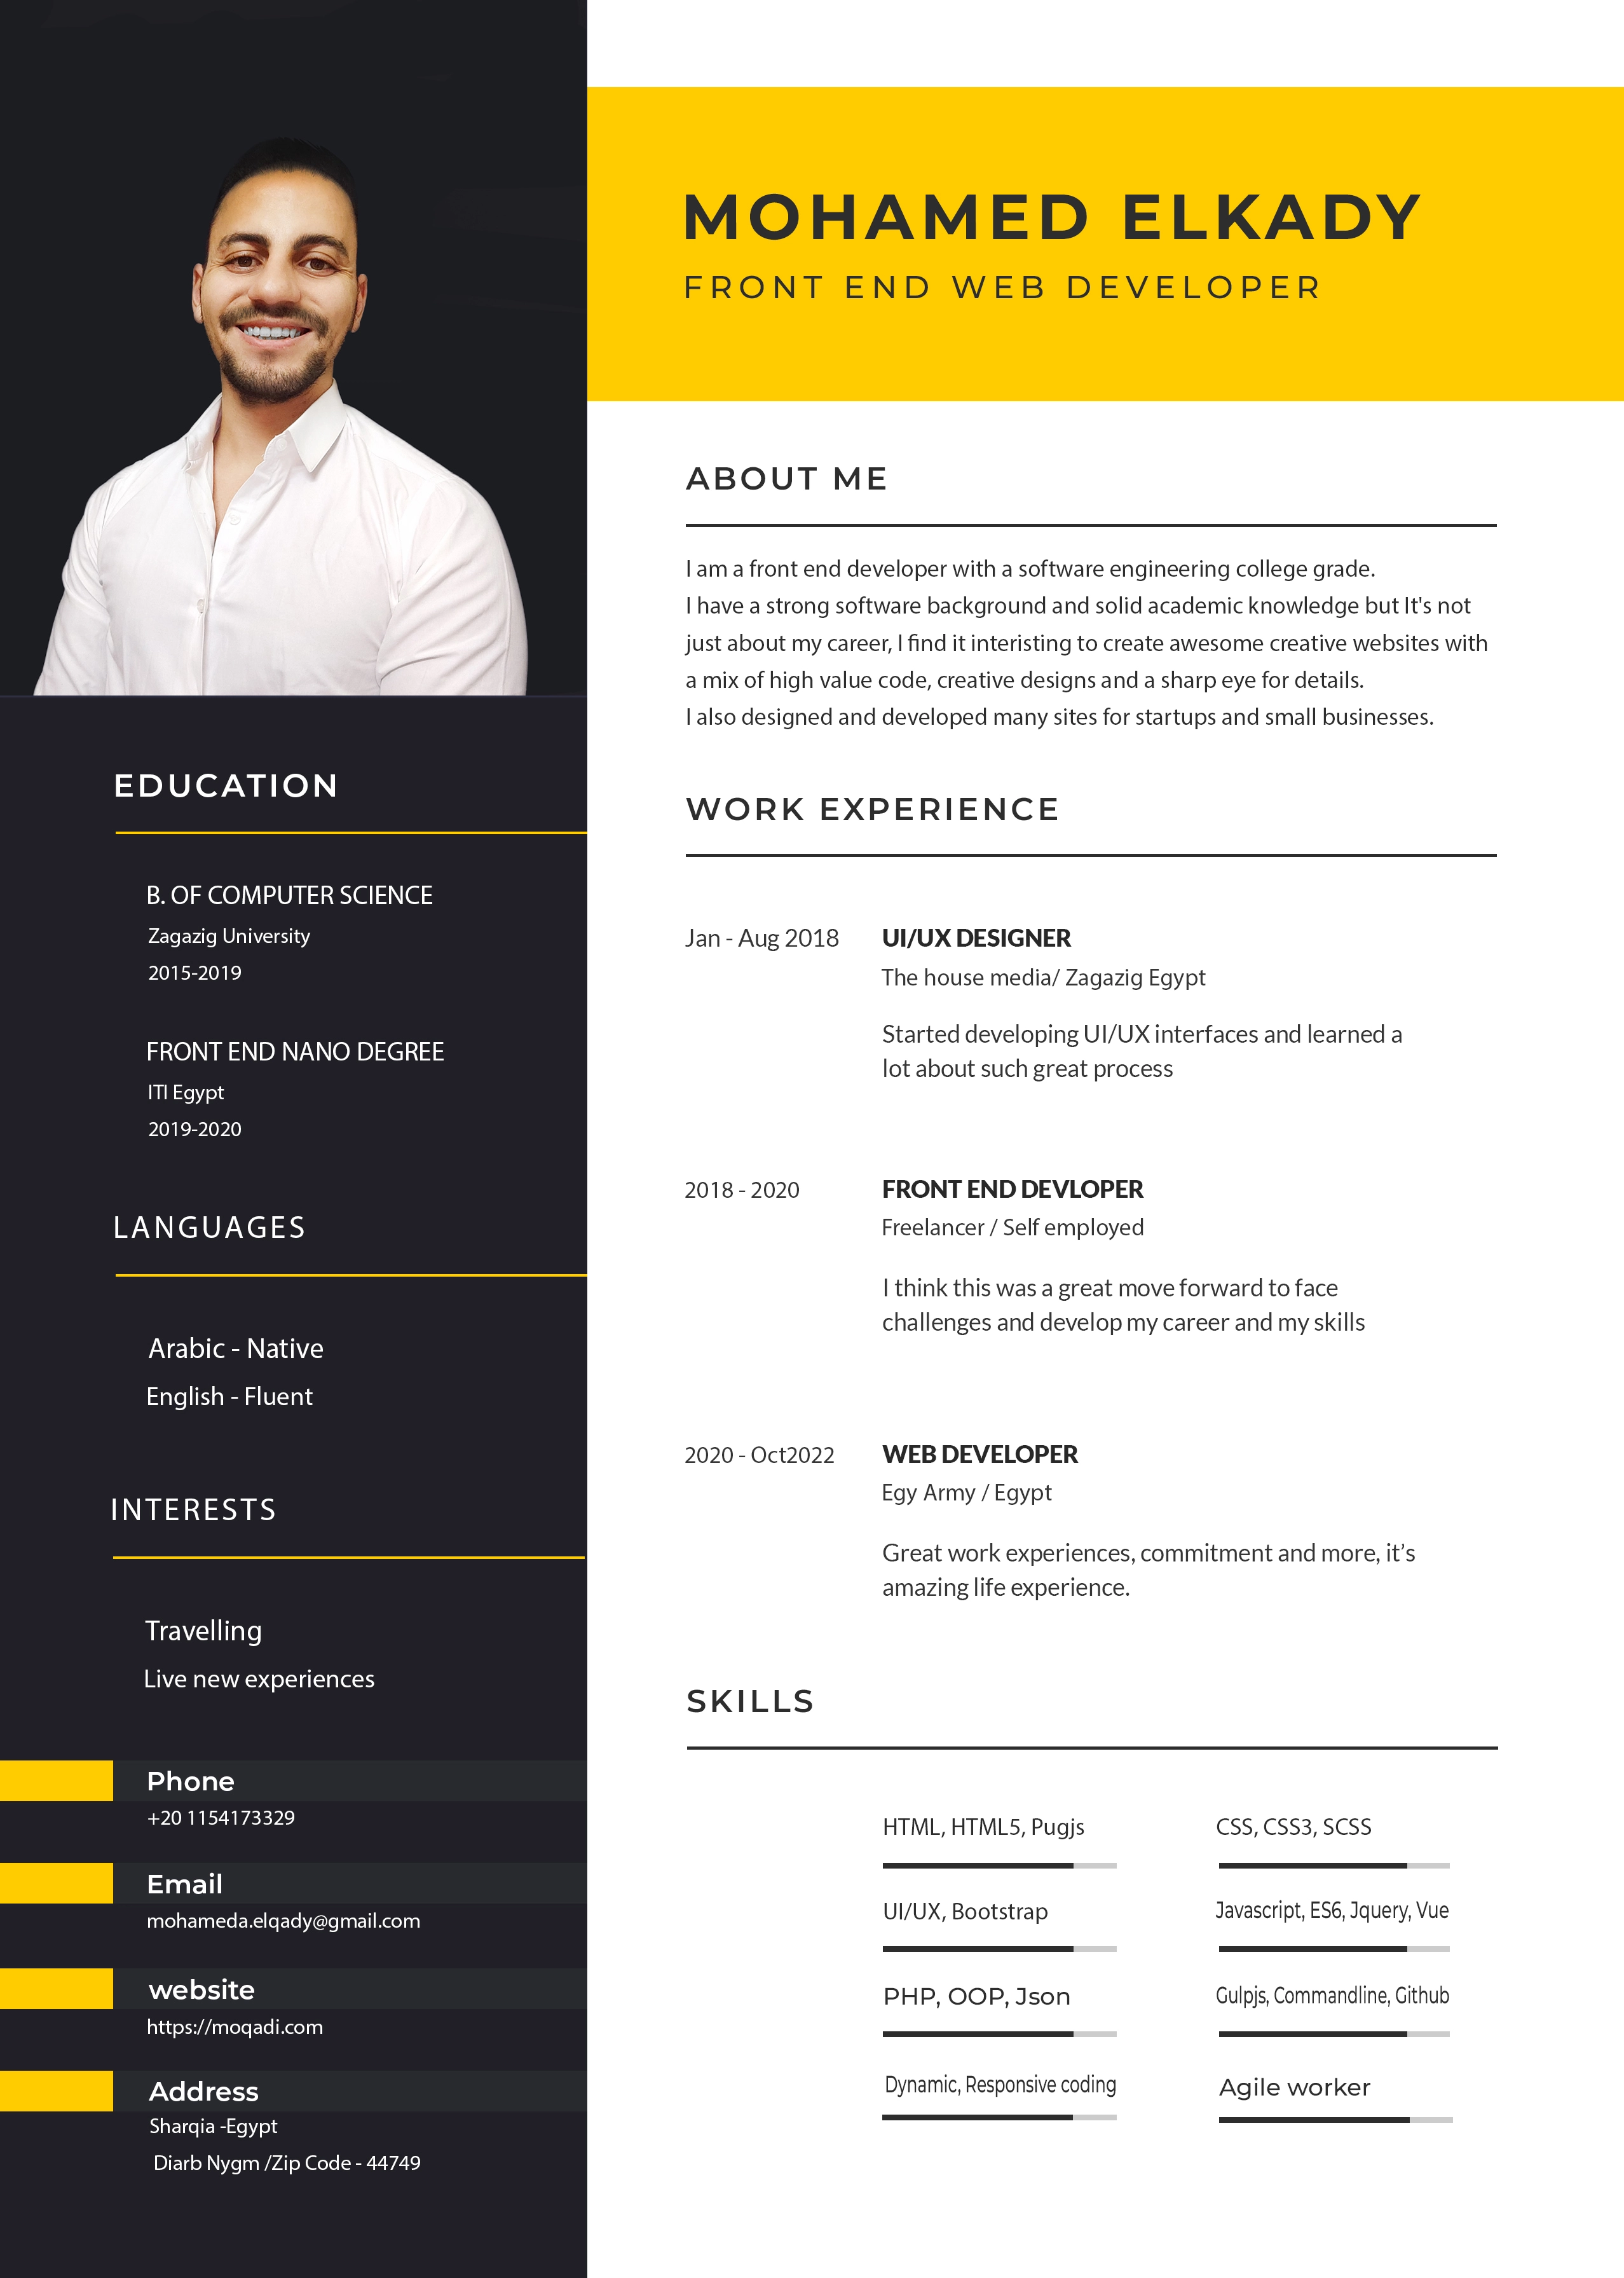 MOHAMED ELKADY
FRONT END WEB DEVELOPER
ABOUT ME
I am a front end developer with a software engineering college grade.
I have a strong software background and solid academic knowledge but It's not
just about my career, I find it interisting to create awesome creative websites with
a mix of high value code, creative designs and a sharp eye for details.
I also designed and developed many sites for startups and small businesses.
EDUCATION
B. OF COMPUTER SCIENCE
Zagazig University
2015-2019
FRONT END NANO DEGREE
ITI Egypt
2019-2020
LANGUAGES
Arabic - Native
English - Fluent
INTERESTS
Travelling
Live new experiences
Phone
+20 1154173329
Email
mohameda.elqady@gmail.com
website
https://moqadi.com
Address
Sharqia -Egypt
Diarb Nygm /Zip Code - 44749
WORK EXPERIENCE
Jan - Aug 2018 UI/UX DESIGNER
The house media/ Zagazig Egypt
Started developing UI/UX interfaces and learned a
lot about such great process
2018 - 2020 FRONT END DEVLOPER
Freelancer / Self employed
I think this was a great move forward to face
challenges and develop my career and my skills
2020 - Oct2022 WEB DEVELOPER
Egy Army / Egypt
Great work experiences, commitment and more, it’s
amazing life experience.
SKILLS
HTML, HTML5, Pugjs CSS, CSS3, SCSS
UI/UX, Bootstrap Javascript, ES6, Jquery, Vue
PHP, OOP, Json Gulpjs, Commandline, Github
Dynamic, Responsive coding Agile worker